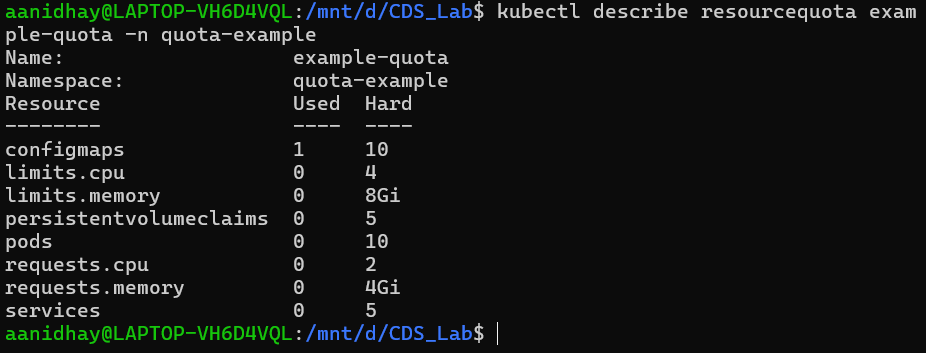 aanidhay@LAPTOP-VH6D4VQL:/mnt/d/CDS_Lab$ kubectl describe resourcequota exam
ple-quota -n quota-example
Name:                    example-quota
Namespace:               quota-example
Resource                 Used  Hard
--------                 ----  ----
configmaps               1     10
limits.cpu               0     4
limits.memory            0     8Gi
persistentvolumeclaims   0     5
pods                     0     10
requests.cpu             0     2
requests.memory          0     4Gi
services                 0     5
aanidhay@LAPTOP-VH6D4VQL:/mnt/d/CDS_Lab$